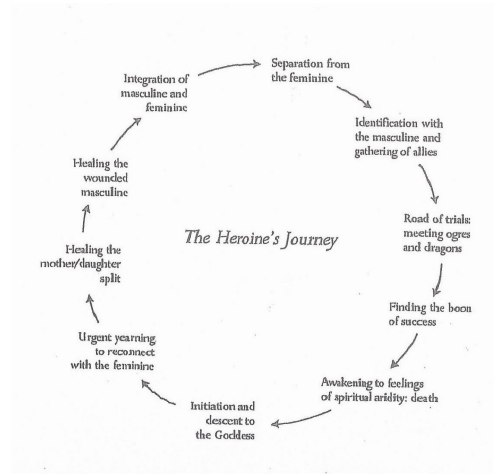 The Heroine's Journey
Separation from
the feminine
Identification with
the masculine and
gathering of allies
Road of trials:
meeting ogres
and dragons
Finding the boon
of success
Awakening to feelings
of spiritual aridity: death
Initiation and
descent to
the Goddess
Urgent yearning
to reconnect
with the feminine
Healing the
mother/daughter
split
Healing the
wounded
masculine
Integration of
masculine and
feminine